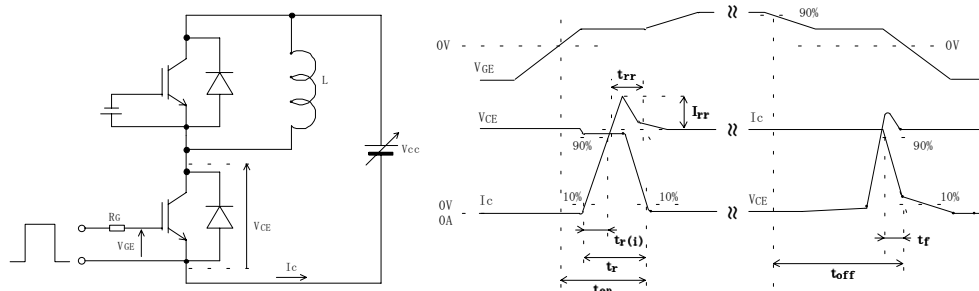 L
Vcc
RG
VGE
VCE
Ic
90%
0V
0V
VGE
trr
Irr
VCE
Ic
90%
90%
10%
10%
10%
0V
0A
Ic
VCE
tr(i)
tr
ton
tf
toff